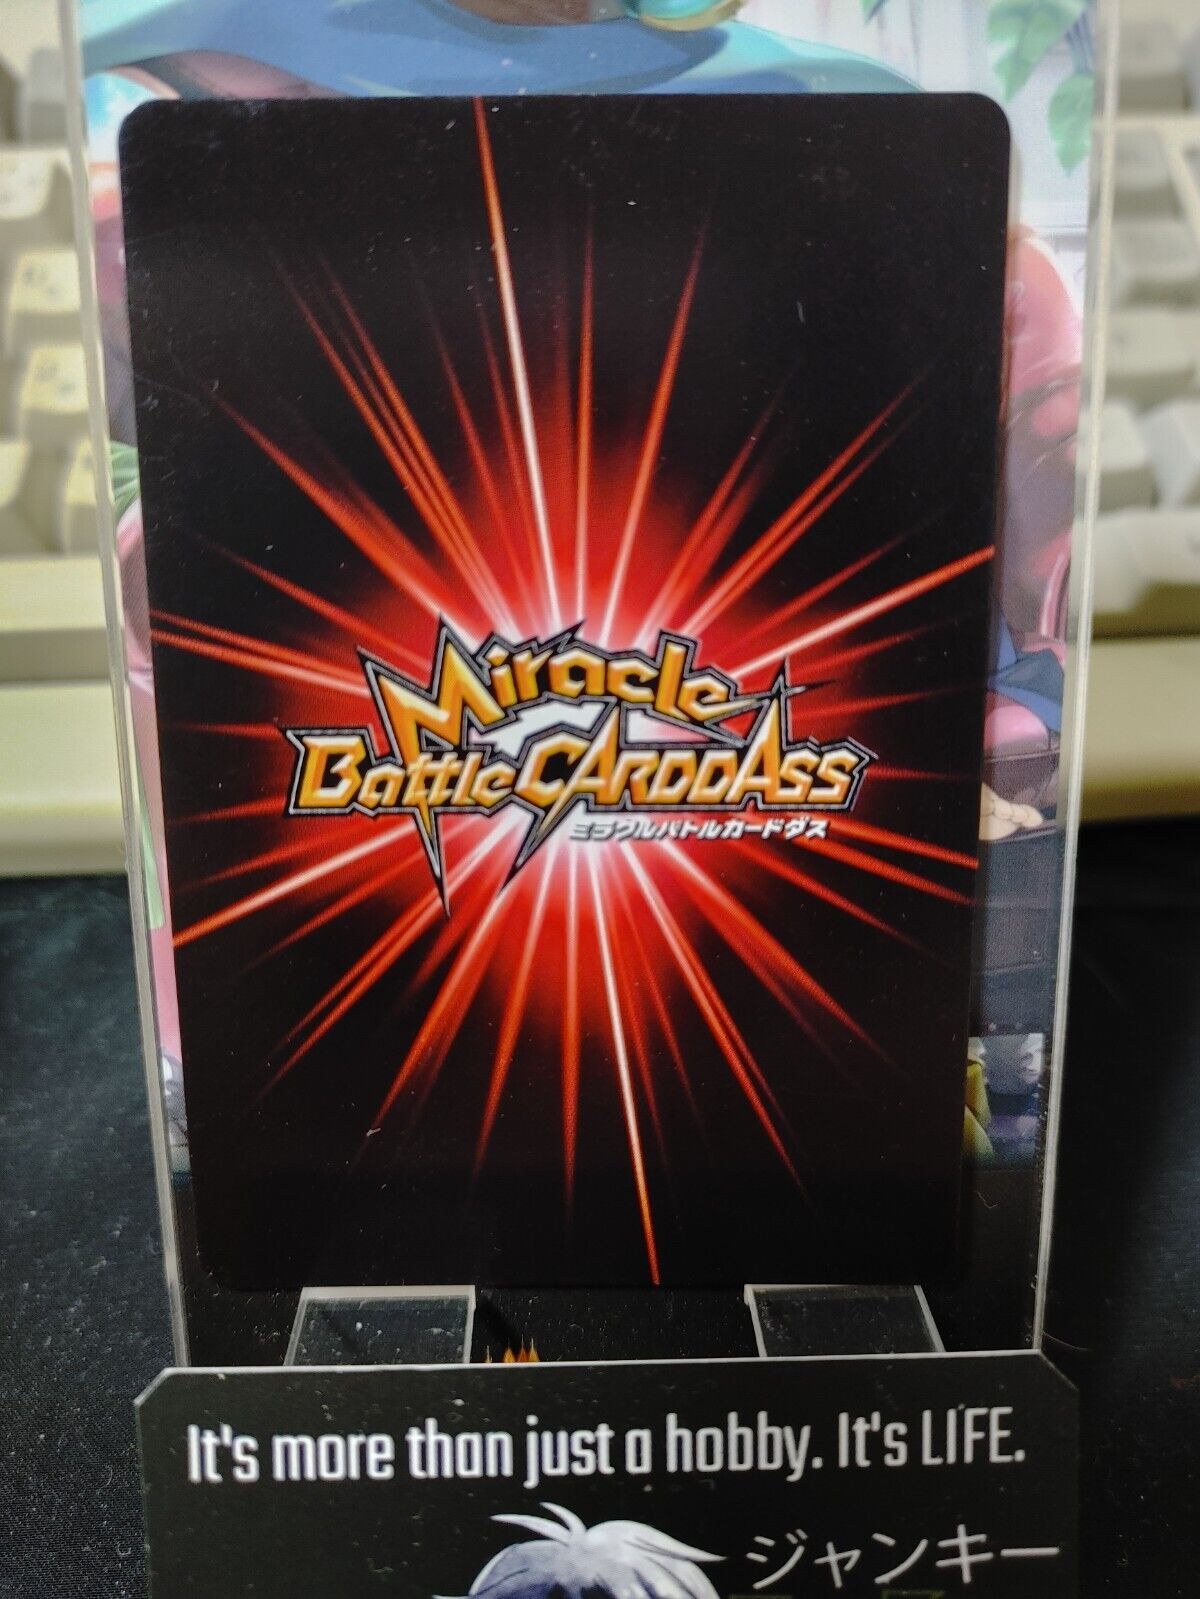 Miracle
Battle CARDDASS
ミラクルバトルカードダス
It's more than just a hobby. It's LIFE.
ジャンキー